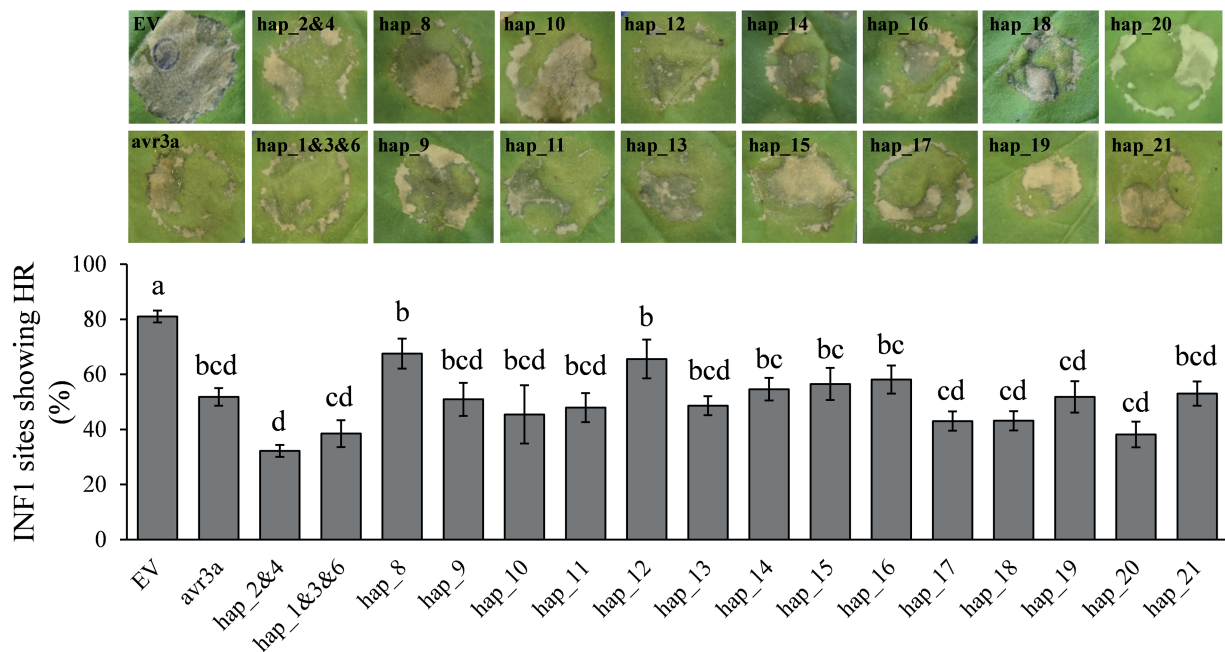 EV hap_2&4 hap_8 hap_10 hap_12 hap_14 hap_16 hap_18 hap_20
avr3a hap_1&3&6 hap_9 hap_11 hap_13 hap_15 hap_17 hap_19 hap_21
INF1 sites showing HR
(%)
100
80
60
40
20
0
a
bcd
d
cd
b
bcd
bcd
bcd
b
bcd
bc
bc
bc
cd
cd
cd
cd
bcd
EV
avr3a
hap_2&4
hap_1&3&6
hap_8
hap_9
hap_10
hap_11
hap_12
hap_13
hap_14
hap_15
hap_16
hap_17
hap_18
hap_19
hap_20
hap_21